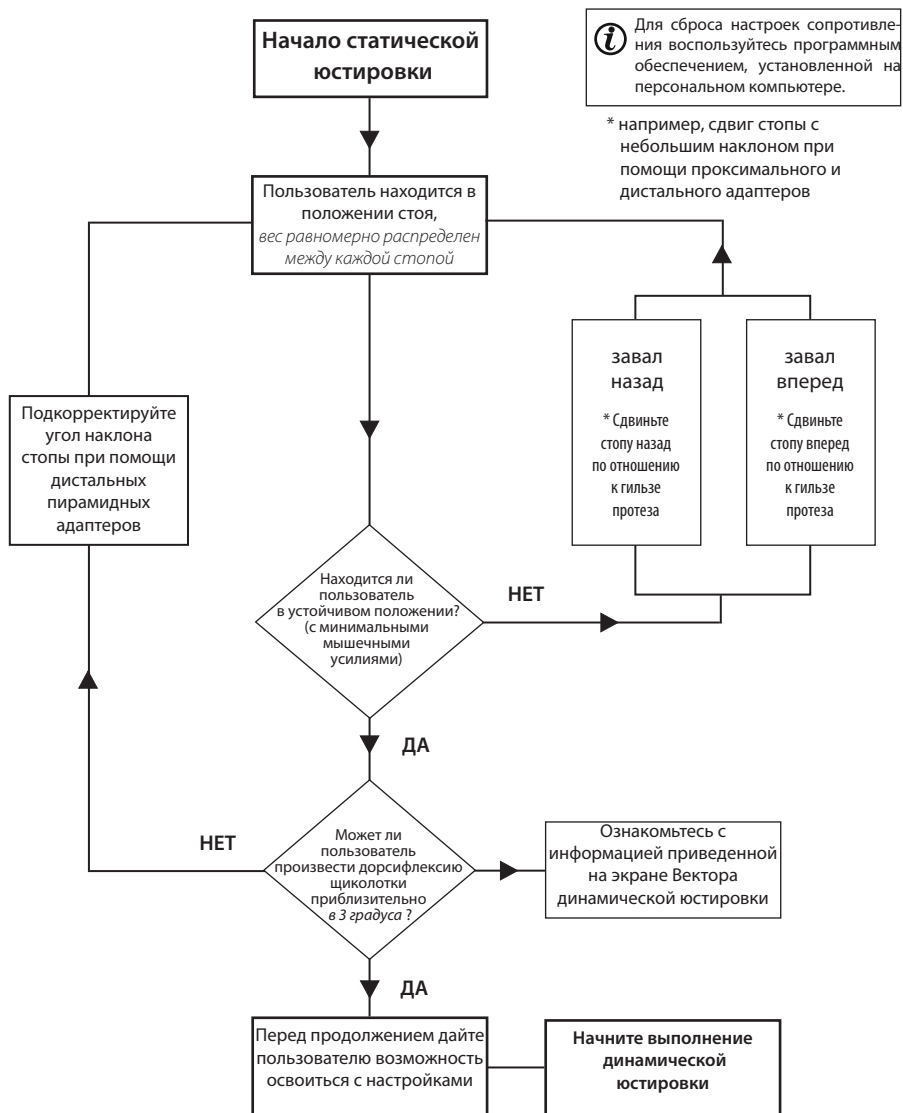 Начало статической
юстировки
Для сброса настроек сопротивле-
ния воспользуйтесь программным
обеспечением, установленной на
персональном компьютере.
* например, сдвиг стопы с
небольшим наклоном при
помощи проксимального и
дистального адаптеров
Пользователь находится в
положении стоя,
вес равномерно распределен
между каждой стопой
завал
назад
* Сдвиньте
стопу назад
по отношению
к гильзе
протеза
завал
вперед
* Сдвиньте
стопу вперед
по отношению
к гильзе
протеза
Подкорректируйте
угол наклона
стопы при помощи
дистальных
пирамидных
адаптеров
Находится ли
пользователь
в устойчивом положении?
(с минимальными
мышечными
усилиями)
НЕТ
ДА
НЕТ
Может ли
пользователь
произвести дорсифлексию
щиколотки
приблизительно
в 3 градуса ?
Ознакомьтесь с
информацией приведенной
на экране Вектора
динамической юстировки
ДА
Перед продолжением дайте
пользователю возможность
освоиться с настройками
Начните выполнение
динамической
юстировки